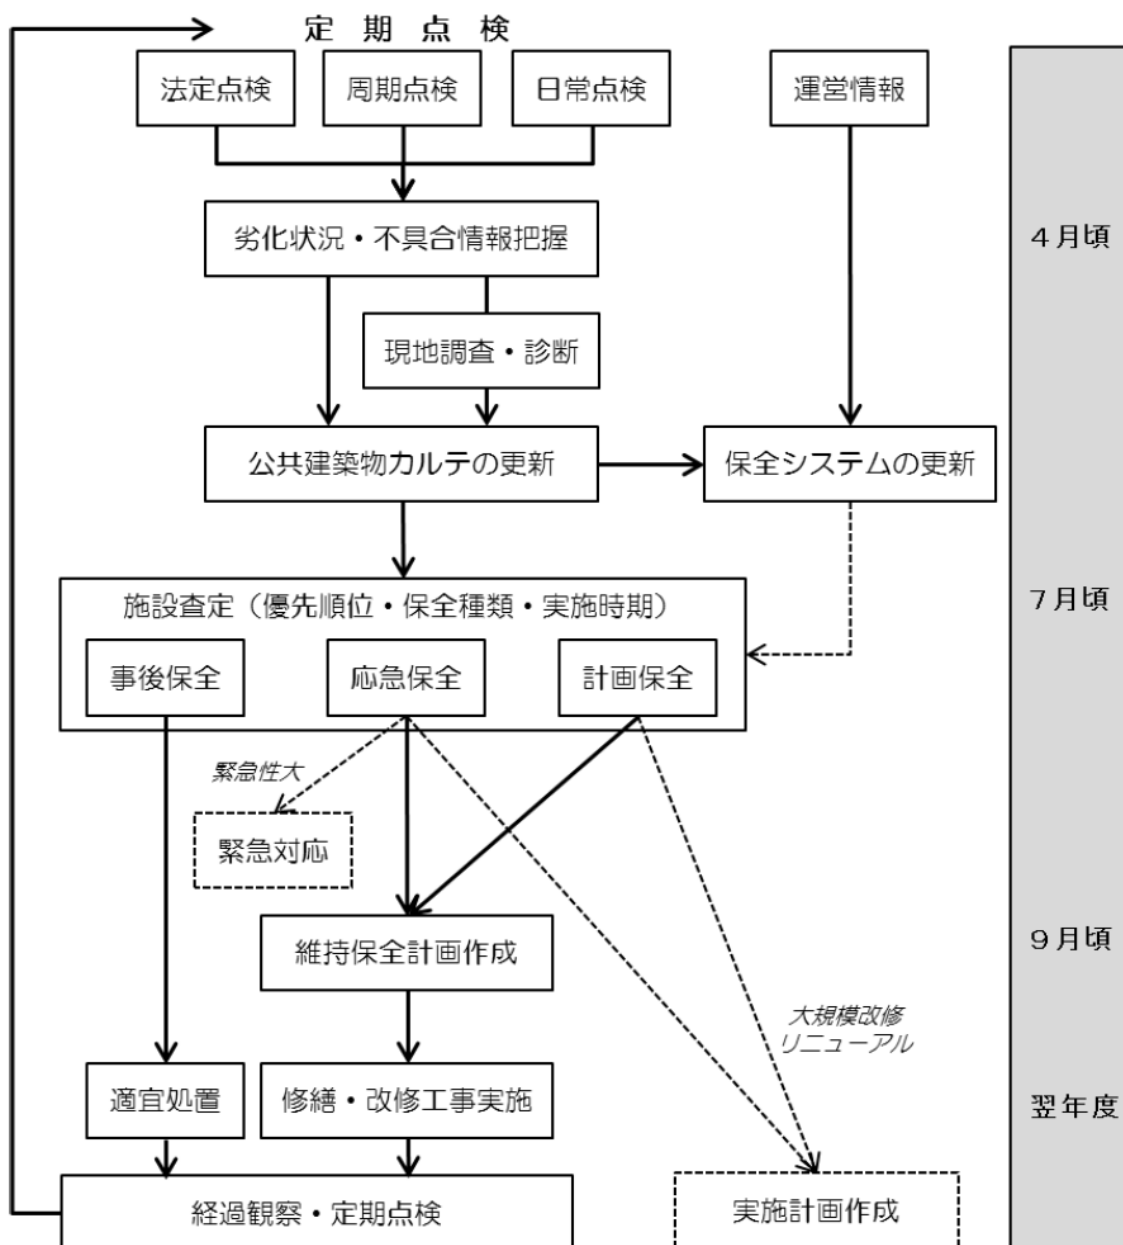 定期点検
法定点検
周期点検
日常点検
運営情報
劣化状況・不具合情報把握
4月頃
現地調査・診断
公共建築物カルテの更新
保全システムの更新
施設査定（優先順位・保全種類・実施時期）
7月頃
事後保全
応急保全
計画保全
緊急性大
緊急対応
維持保全計画作成
9月頃
大規模改修
リニューアル
適宜処置
修繕・改修工事実施
翌年度
経過観察・定期点検
実施計画作成